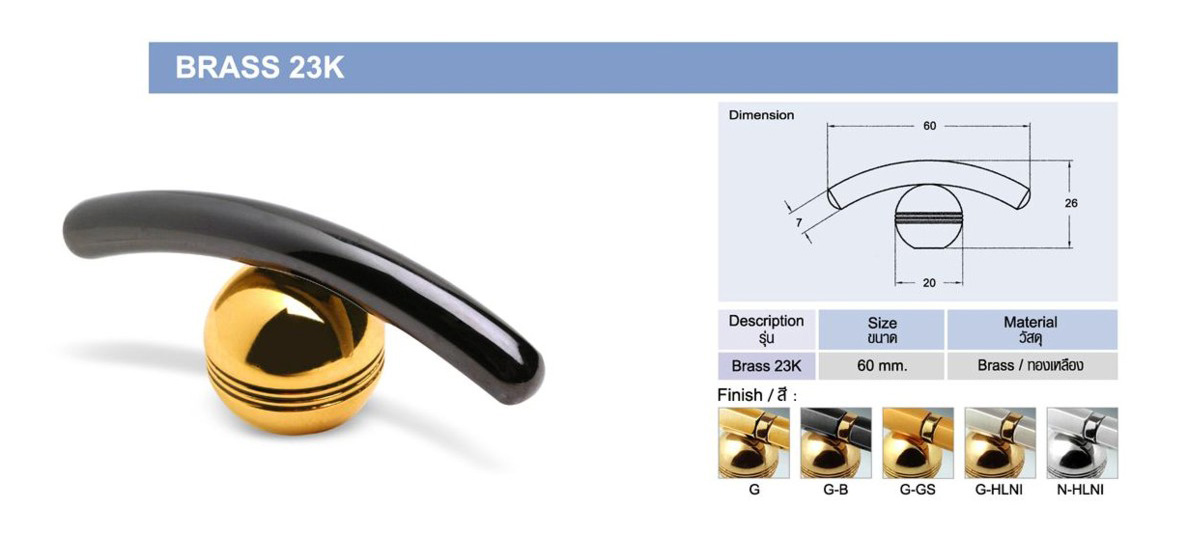 BRASS 23K
Dimension
60
26
7
20
Description Size Material
รุ่น ขนาด วัสดุ
Brass 23K 60 mm. Brass / ทองเหลือง
Finish / สี :
G G-B G-GS G-HLNI N-HLNI